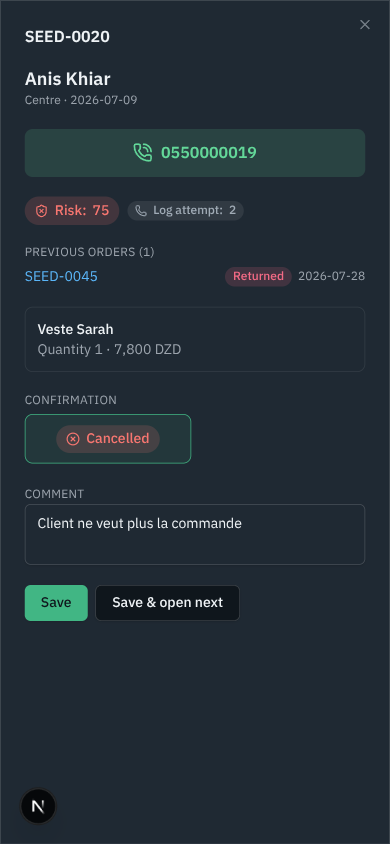 SEED-0020
Anis Khiar
Centre · 2026-07-09
0550000019
Risk: 75 Log attempt: 2
PREVIOUS ORDERS (1)
SEED-0045 Returned 2026-07-28
Veste Sarah
Quantity 1 · 7,800 DZD
CONFIRMATION
Cancelled
COMMENT
Client ne veut plus la commande
Save Save & open next
N